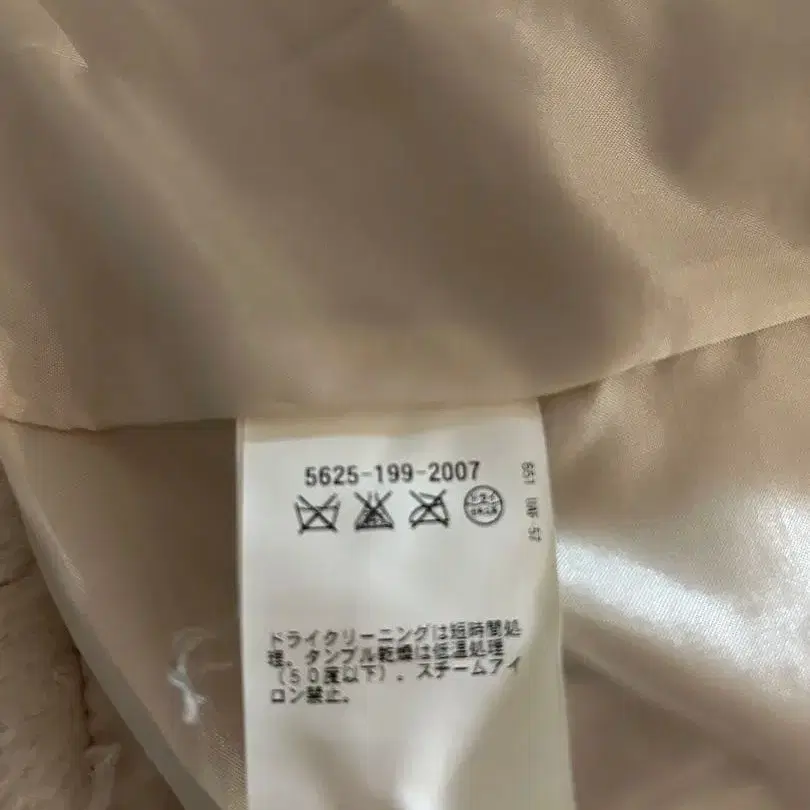 5625-199-2007
ドライクリーニングは短時間処
理。タンブル乾燥は低温処理
(50度以下)。スチームアイ
ロン禁止。